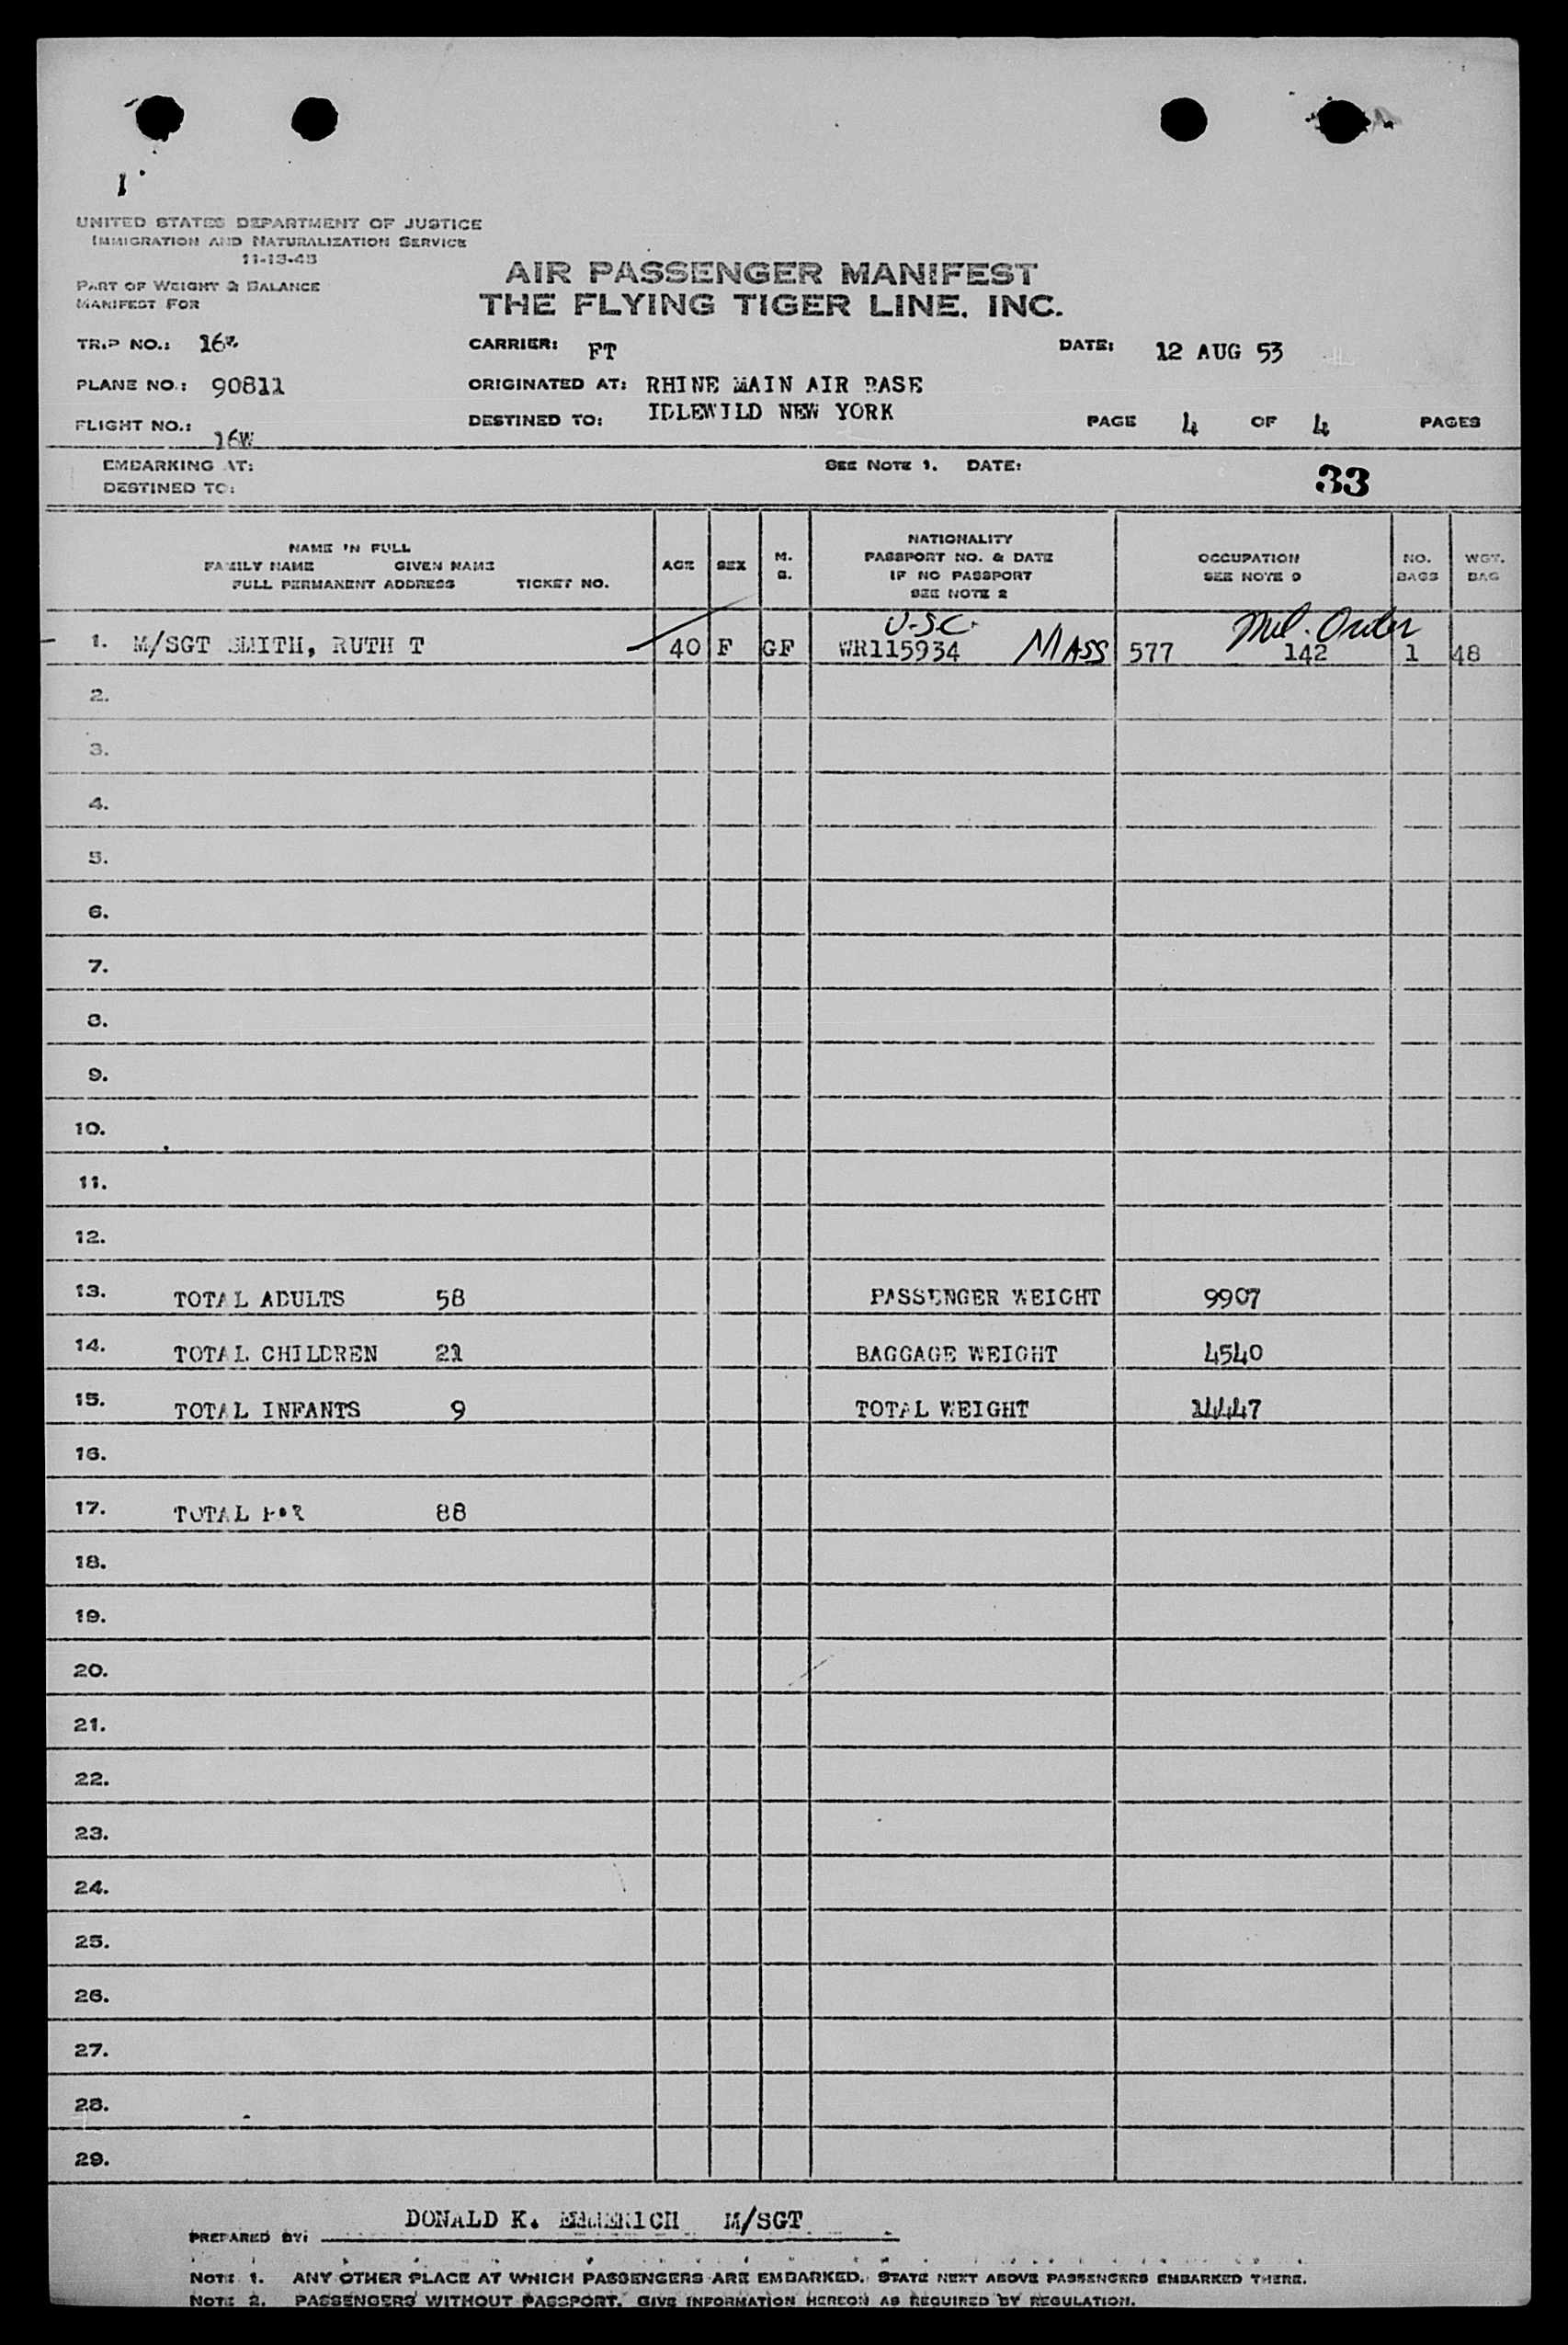 1
UNITED STATES DEPARTMENT OF JUSTICE
IMMIGRATION AND NATURALIZATION SERVICE
11-13-43
PART OF WEIGHT & BALANCE
MANIFEST FOR
AIR PASSENGER MANIFEST
THE FLYING TIGER LINE, INC.
TRIP NO.: 16W CARRIER: FT DATE: 12 AUG 53
PLANE NO.: 90811 ORIGINATED AT: RHINE MAIN AIR BASE
FLIGHT NO.: 16W DESTINED TO: IDLEWILD NEW YORK PAGE 4 OF 4 PAGES
EMBARKING AT: SEE NOTE 1. DATE: 33
DESTINED TO:
NAME IN FULL
FAMILY NAME GIVEN NAME
FULL PERMANENT ADDRESS TICKET NO.
AGE
SEX
M.
S.
NATIONALITY
PASSPORT NO. & DATE
IF NO PASSPORT
SEE NOTE 2
OCCUPATION
SEE NOTE 9
NO.
BAGS
WGT.
BAG
U.S.C. Mil. Order
1. M/SGT SMITH, RUTH T 40 F GF WR115934 MASS 577 142 1 48
2.
3.
4.
5.
6.
7.
8.
9.
10.
11.
12.
13. TOTAL ADULTS 58 PASSENGER WEIGHT 9907
14. TOTAL CHILDREN 21 BAGGAGE WEIGHT 4540
15. TOTAL INFANTS 9 TOTAL WEIGHT 14447
16.
17. TOTAL 88
18.
19.
20.
21.
22.
23.
24.
25.
26.
27.
28.
29.
PREPARED BY: DONALD K. EMMERICH M/SGT
NOTE 1. ANY OTHER PLACE AT WHICH PASSENGERS ARE EMBARKED. STATE NEXT ABOVE PASSENGERS EMBARKED THERE.
NOTE 2. PASSENGERS WITHOUT PASSPORT. GIVE INFORMATION HEREON AS REQUIRED BY REGULATION.